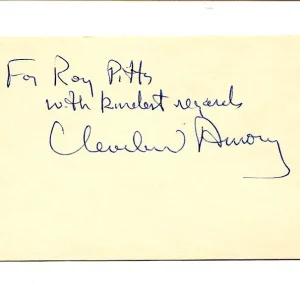 For Roy Pitts
with kindest regards
Cleveland Amory